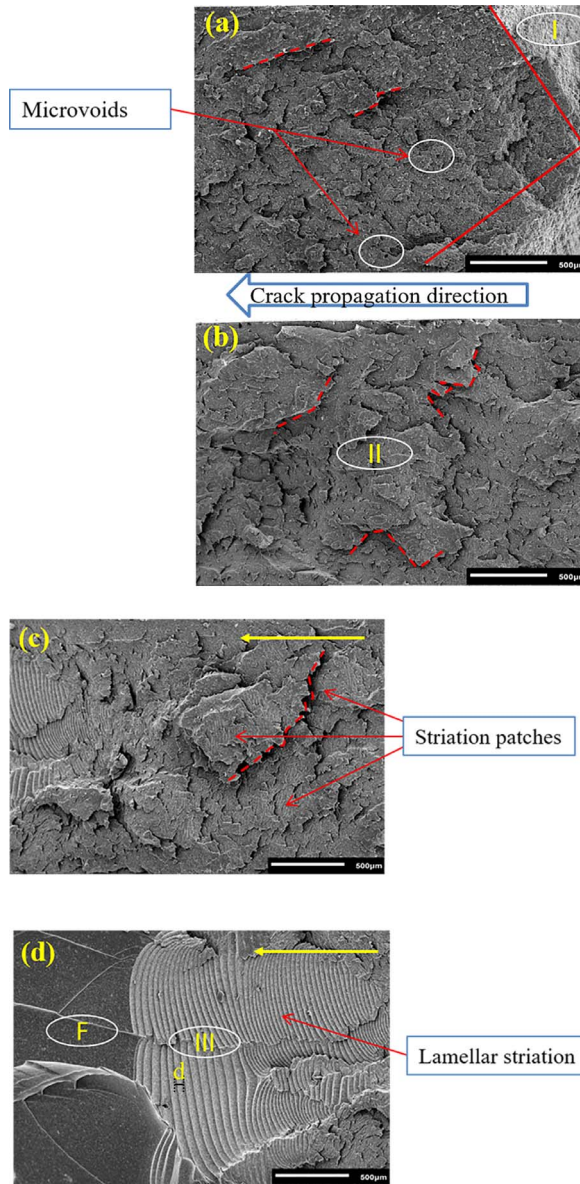 (a)
I
Microvoids
500µm
Crack propagation direction
(b)
II
500µm
(c)
Striation patches
500µm
(d)
F
III
d
Lamellar striation
500µm